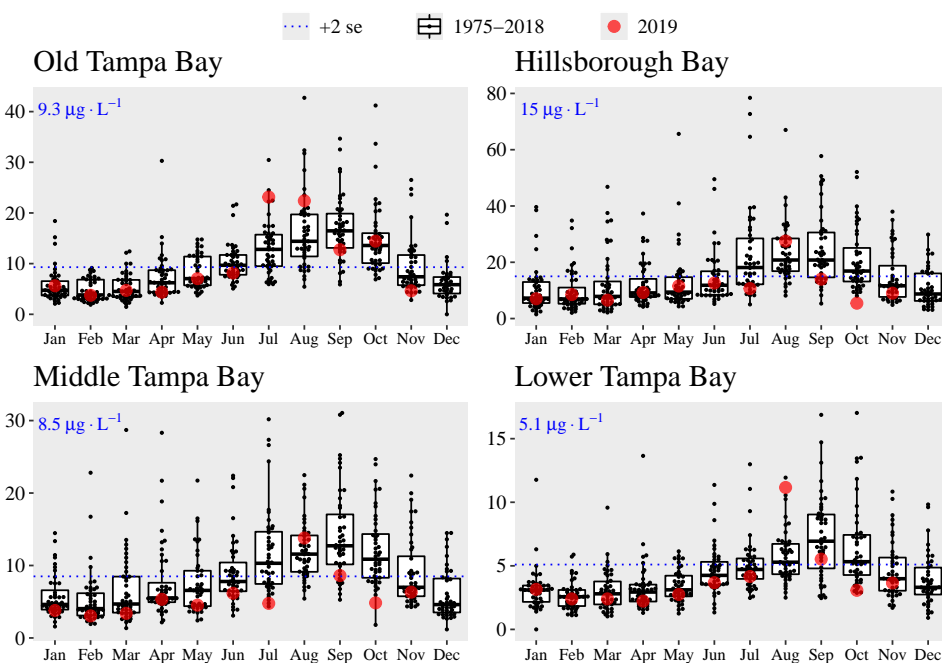 +2 se 1975−2018 2019
Old Tampa Bay
9.3 μg · L⁻¹
40
30
20
10
0
Jan Feb Mar Apr May Jun Jul Aug Sep Oct Nov Dec
Hillsborough Bay
15 μg · L⁻¹
80
60
40
20
0
Jan Feb Mar Apr May Jun Jul Aug Sep Oct Nov Dec
Middle Tampa Bay
8.5 μg · L⁻¹
30
20
10
0
Jan Feb Mar Apr May Jun Jul Aug Sep Oct Nov Dec
Lower Tampa Bay
5.1 μg · L⁻¹
15
10
5
0
Jan Feb Mar Apr May Jun Jul Aug Sep Oct Nov Dec